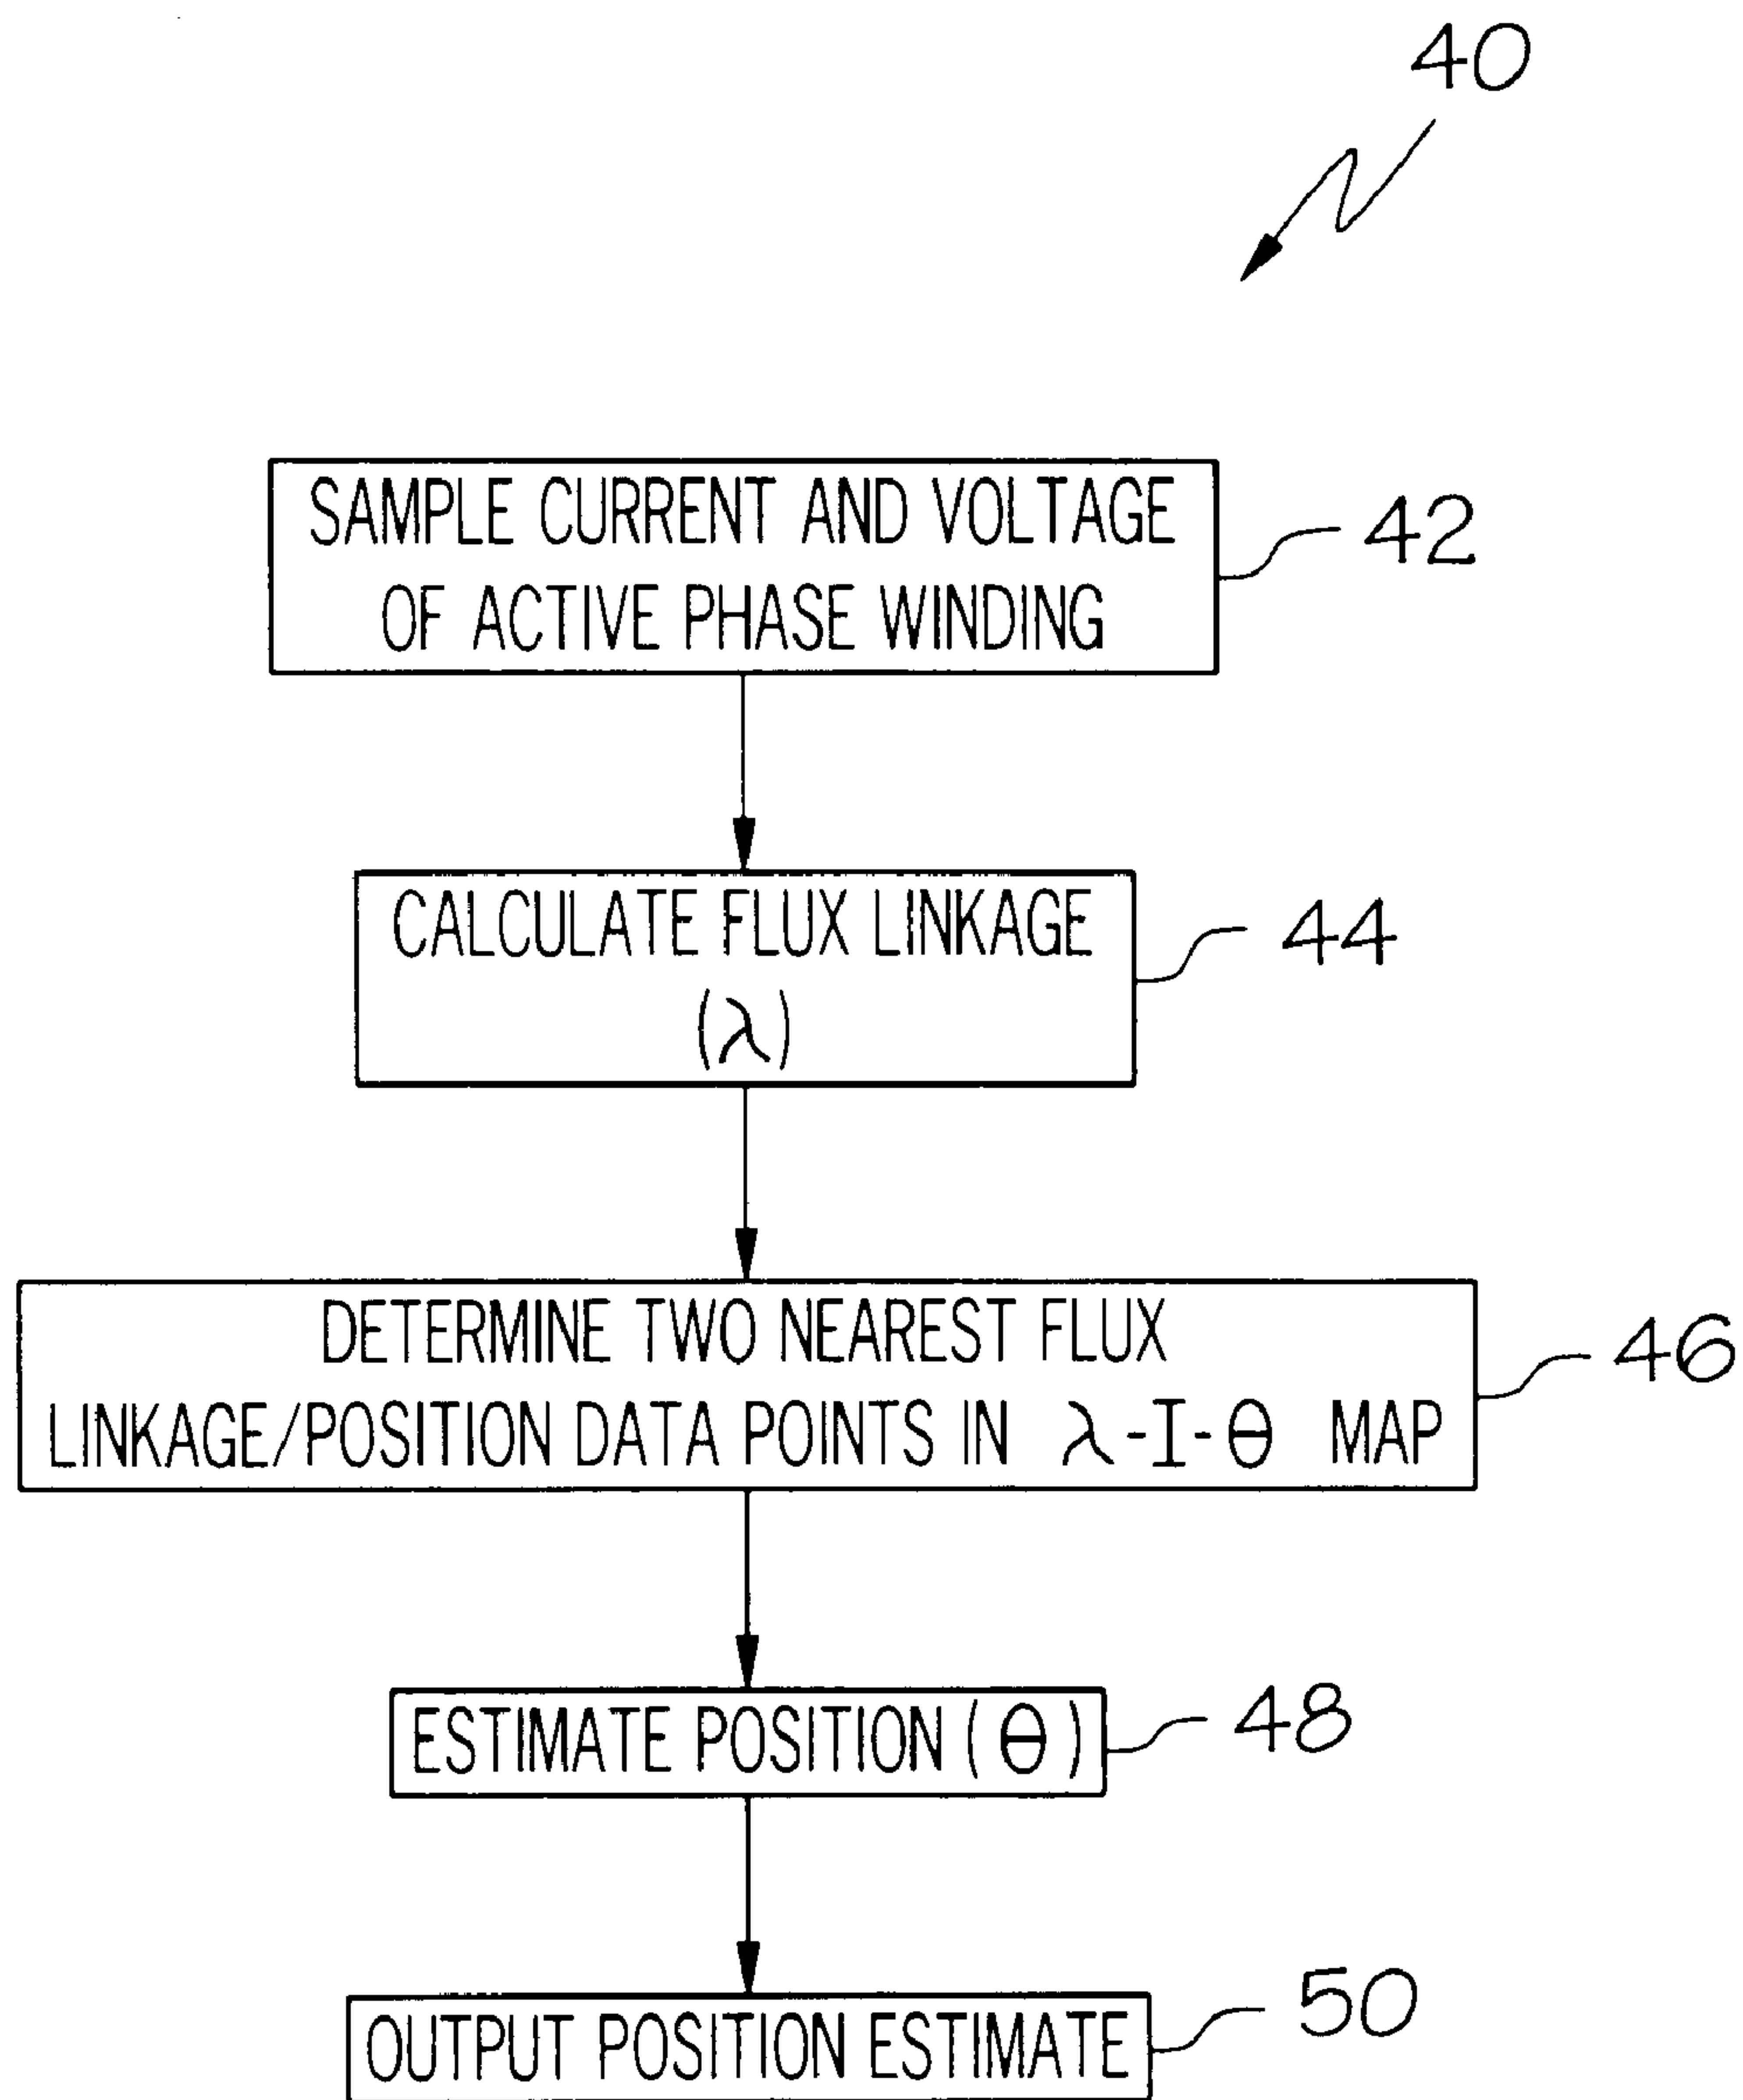 40
SAMPLE CURRENT AND VOLTAGE
OF ACTIVE PHASE WINDING
42
CALCULATE FLUX LINKAGE
(λ)
44
DETERMINE TWO NEAREST FLUX
LINKAGE/POSITION DATA POINTS IN λ-I-θ MAP
46
ESTIMATE POSITION (θ)
48
OUTPUT POSITION ESTIMATE
50